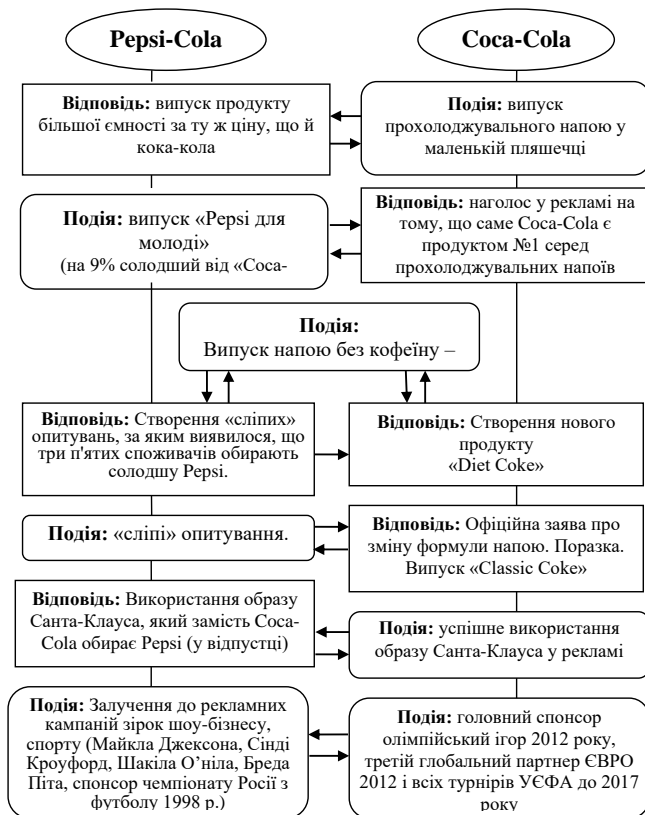 Pepsi-Cola
Coca-Cola
Відповідь: випуск продукту
більшої ємності за ту ж ціну, що й
кока-кола
Подія: випуск
прохолоджувального напою у
маленькій пляшечці
Подія: випуск «Pepsi для
молоді»
(на 9% солодший від «Coca-
Відповідь: наголос у рекламі на
тому, що саме Coca-Cola є
продуктом №1 серед
прохолоджувальних напоїв
Подія:
Випуск напою без кофеїну –
Відповідь: Створення «сліпих»
опитувань, за яким виявилося, що
три п'ятих споживачів обирають
солодшу Pepsi.
Відповідь: Створення нового
продукту
«Diet Coke»
Подія: «сліпі» опитування.
Відповідь: Офіційна заява про
зміну формули напою. Поразка.
Випуск «Classic Coke»
Відповідь: Використання образу
Санта-Клауса, який замість Coca-
Cola обирає Pepsi (у відпустці)
Подія: успішне використання
образу Санта-Клауса у рекламі
Подія: Залучення до рекламних
кампаній зірок шоу-бізнесу,
спорту (Майкла Джексона, Сінді
Кроуфорд, Шакіла О’ніла, Бреда
Піта, спонсор чемпіонату Росії з
футболу 1998 р.)
Подія: головний спонсор
олімпійський ігор 2012 року,
третій глобальний партнер ЄВРО
2012 і всіх турнірів УЄФА до 2017
року